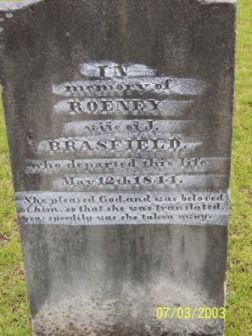 IN
memory of
ROENEY
wife of J.
BRASFIELD.
who departed this life
May 12th 1844.
She pleased God, and was beloved
of him, so that she was translated,
yea: speedily was she taken away.
07/03/2003